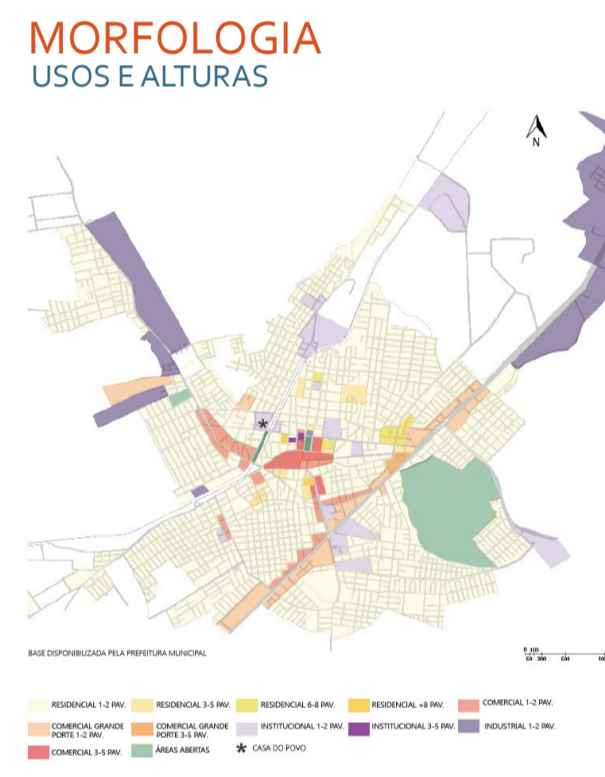 MORFOLOGIA
USOS E ALTURAS
N
BASE DISPONIBILIZADA PELA PREFEITURA MUNICIPAL
0 100
RESIDENCIAL 1-2 PAV.
RESIDENCIAL 3-5 PAV.
RESIDENCIAL 6-8 PAV.
RESIDENCIAL +8 PAV.
COMERCIAL 1-2 PAV.
COMERCIAL GRANDE
PORTE 1-2 PAV.
COMERCIAL GRANDE
PORTE 3-5 PAV.
INSTITUCIONAL 1-2 PAV.
INSTITUCIONAL 3-5 PAV.
INDUSTRIAL 1-2 PAV.
COMERCIAL 3-5 PAV.
ÁREAS ABERTAS
* CASA DO POVO